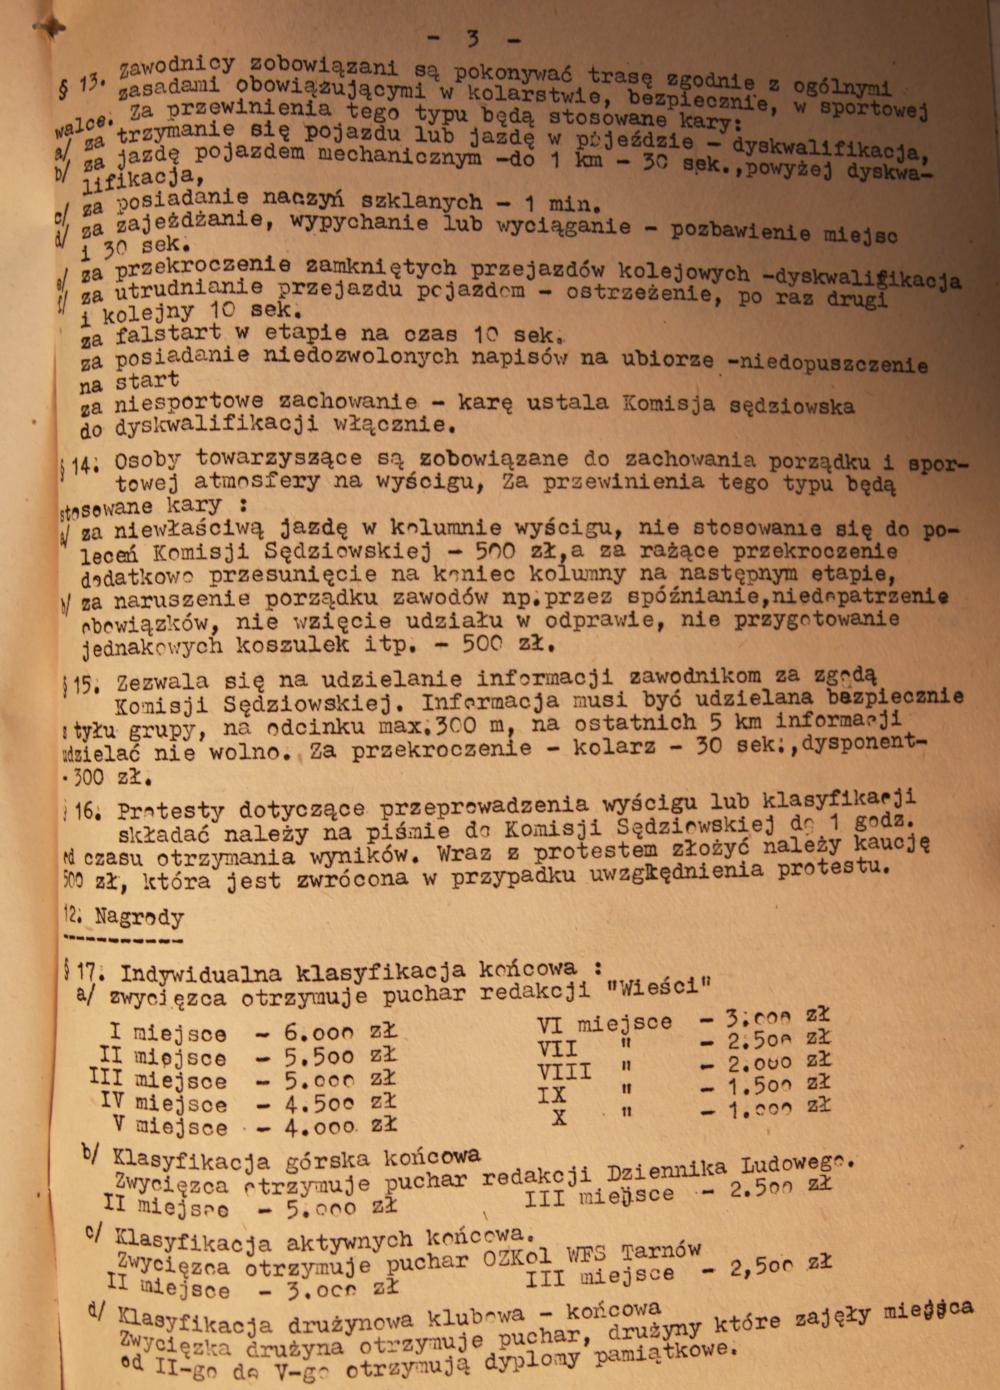 - 3 -
§ 13. Zawodnicy zobowiązani są pokonywać trasę zgodnie z ogólnymi
zasadami obowiązującymi w kolarstwie, bezpiecznie, w sportowej
walce. Za przewinienia tego typu będą stosowane kary:
a/ za trzymanie się pojazdu lub jazdę w pojeździe - dyskwalifikacja,
b/ za jazdę pojazdem mechanicznym -do 1 km - 30 sek.,powyżej dyskwa-
lifikacja,
c/ za posiadanie naczyń szklanych - 1 min.
d/ za zajeżdżanie, wypychanie lub wyciąganie - pozbawienie miejsc
i 30 sek.
e/ za przekroczenie zamkniętych przejazdów kolejowych -dyskwalifikacja
f/ za utrudnianie przejazdu pojazdom - ostrzeżenie, po raz drugi
i kolejny 10 sek.
za falstart w etapie na czas 10 sek.
za posiadanie niedozwolonych napisów na ubiorze -niedopuszczenie
na start
za niesportowe zachowanie - karę ustala Komisja sędziowska
do dyskwalifikacji włącznie.
§ 14. Osoby towarzyszące są zobowiązane do zachowania porządku i spor-
towej atmosfery na wyścigu, Za przewinienia tego typu będą
stosowane kary :
a/ za niewłaściwą jazdę w kolumnie wyścigu, nie stosowanie się do po-
leceń Komisji Sędziowskiej - 500 zł,a za rażące przekroczenie
dodatkowo przesunięcie na koniec kolumny na następnym etapie,
b/ za naruszenie porządku zawodów np.przez spóźnianie,niedopatrzenie
obowiązków, nie wzięcie udziału w odprawie, nie przygotowanie
jednakowych koszulek itp. - 500 zł.
§ 15. Zezwala się na udzielanie informacji zawodnikom za zgodą
Komisji Sędziowskiej. Informacja musi być udzielana bezpiecznie
z tyłu grupy, na odcinku max.300 m, na ostatnich 5 km informacji
udzielać nie wolno. Za przekroczenie - kolarz - 30 sek.,dysponent-
- 300 zł.
§ 16. Protesty dotyczące przeprowadzenia wyścigu lub klasyfikacji
składać należy na piśmie do Komisji Sędziowskiej do 1 godz.
od czasu otrzymania wyników. Wraz z protestem złożyć należy kaucję
500 zł, która jest zwrócona w przypadku uwzględnienia protestu.
12. Nagrody
-----------
§ 17. Indywidualna klasyfikacja końcowa :
a/ zwycięzca otrzymuje puchar redakcji "Wieści"
I miejsce - 6.000 zł VI miejsce - 3.000 zł
II miejsce - 5.500 zł VII " - 2.500 zł
III miejsce - 5.000 zł VIII " - 2.000 zł
IV miejsce - 4.500 zł IX " - 1.500 zł
V miejsce - 4.000 zł X " - 1.000 zł
b/ Klasyfikacja górska końcowa
Zwycięzca otrzymuje puchar redakcji Dziennika Ludowego.
II miejsce - 5.000 zł III miejsce - 2.500 zł
c/ Klasyfikacja aktywnych końcowa.
Zwycięzca otrzymuje puchar OZKol WFS Tarnów
II miejsce - 3.000 zł III miejsce - 2,500 zł
d/ Klasyfikacja drużynowa klubowa - końcowa
Zwycięzka drużyna otrzymuje puchar, drużyny które zajęły miejsca
od II-go do V-go otrzymują dyplomy pamiątkowe.